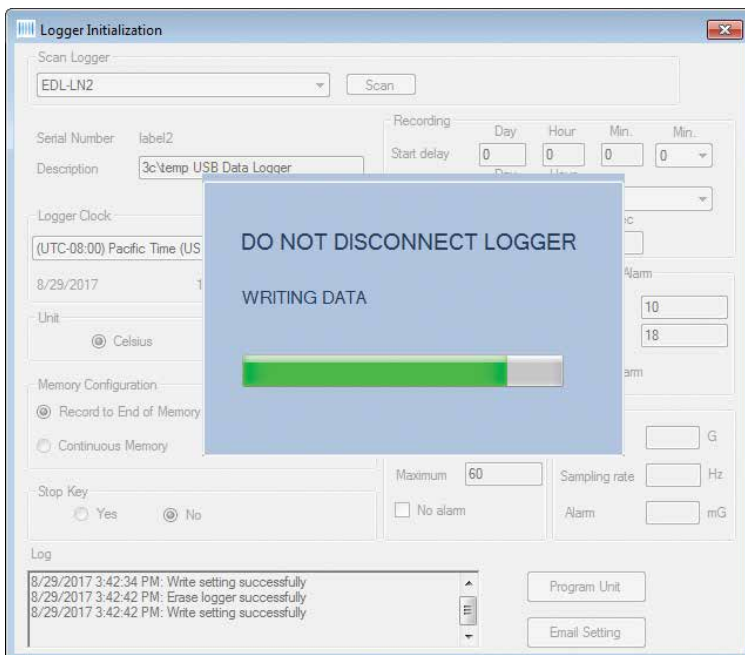 Logger Initialization
Scan Logger
EDL-LN2
Scan
Serial Number label2
Description 3c\temp USB Data Logger
Recording
Day Hour Min. Min.
Start delay 0 0 0 0
Logger Clock
(UTC-08:00) Pacific Time (US
8/29/2017 1
DO NOT DISCONNECT LOGGER
WRITING DATA
Alarm
10
18
Unit
Celsius
Memory Configuration
Record to End of Memory
Continuous Memory
G
Maximum 60
Sampling rate Hz
No alarm
Alarm mG
Stop Key
Yes No
Log
8/29/2017 3:42:34 PM: Write setting successfully
8/29/2017 3:42:42 PM: Erase logger successfully
8/29/2017 3:42:42 PM: Write setting successfully
Program Unit
Email Setting